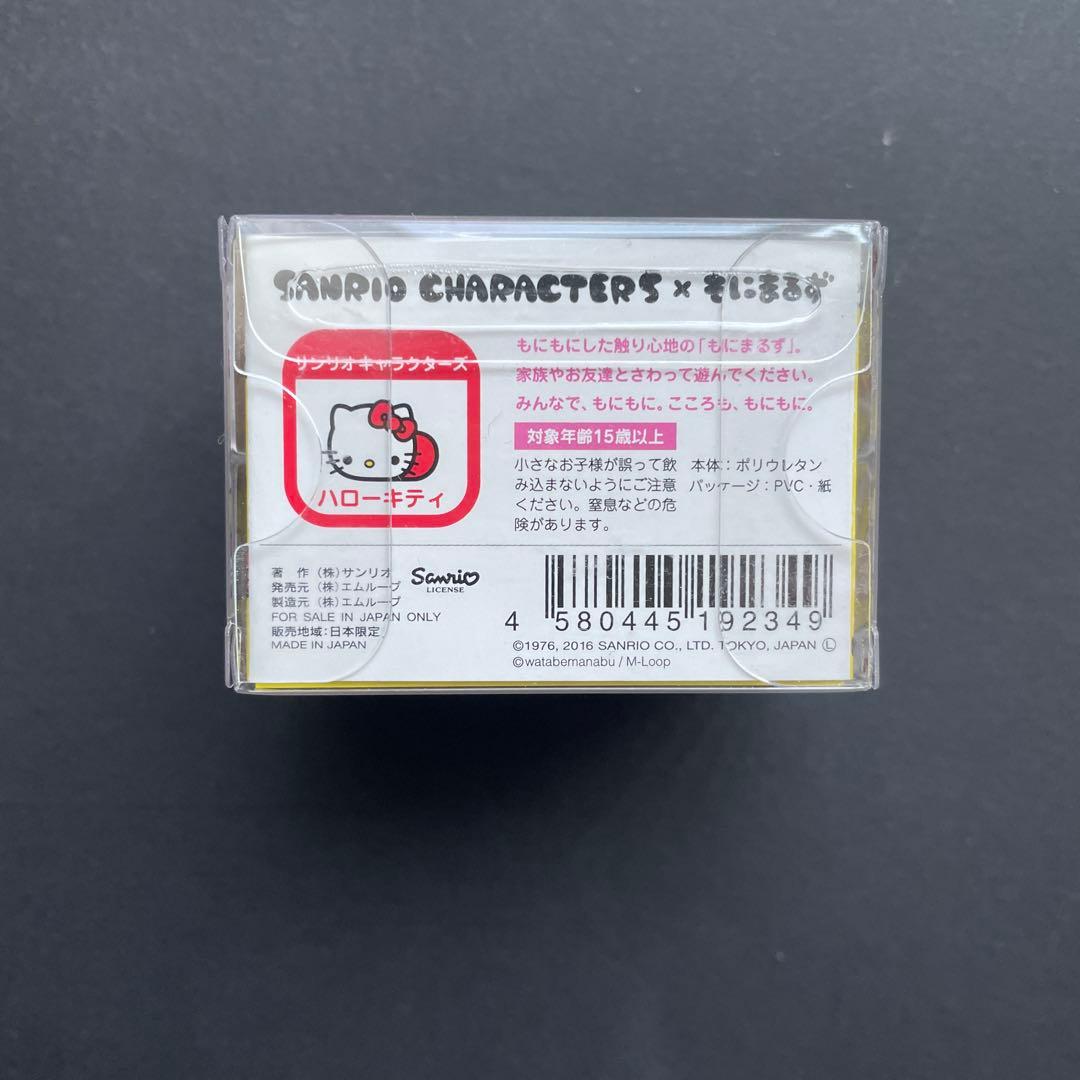 SANRIO CHARACTERS × もにまるず
サンリオキャラクターズ
ハローキティ
もにもにした触り心地の「もにまるず」。
家族やお友達とさわって遊んでください。
みんなで、もにもに。こころも、もにもに。
対象年齢15歳以上
小さなお子様が誤って飲
み込まないようにご注意
ください。窒息などの危
険があります。
本体:ポリウレタン
パッケージ:PVC・紙
著 作 (株)サンリオ
発売元 (株)エムループ
製造元 (株)エムループ
FOR SALE IN JAPAN ONLY
販売地域:日本限定
MADE IN JAPAN
Sanrio
LICENSE
4 580445 192349
©1976, 2016 SANRIO CO., LTD. TOKYO, JAPAN Ⓛ
©watabemanabu / M-Loop